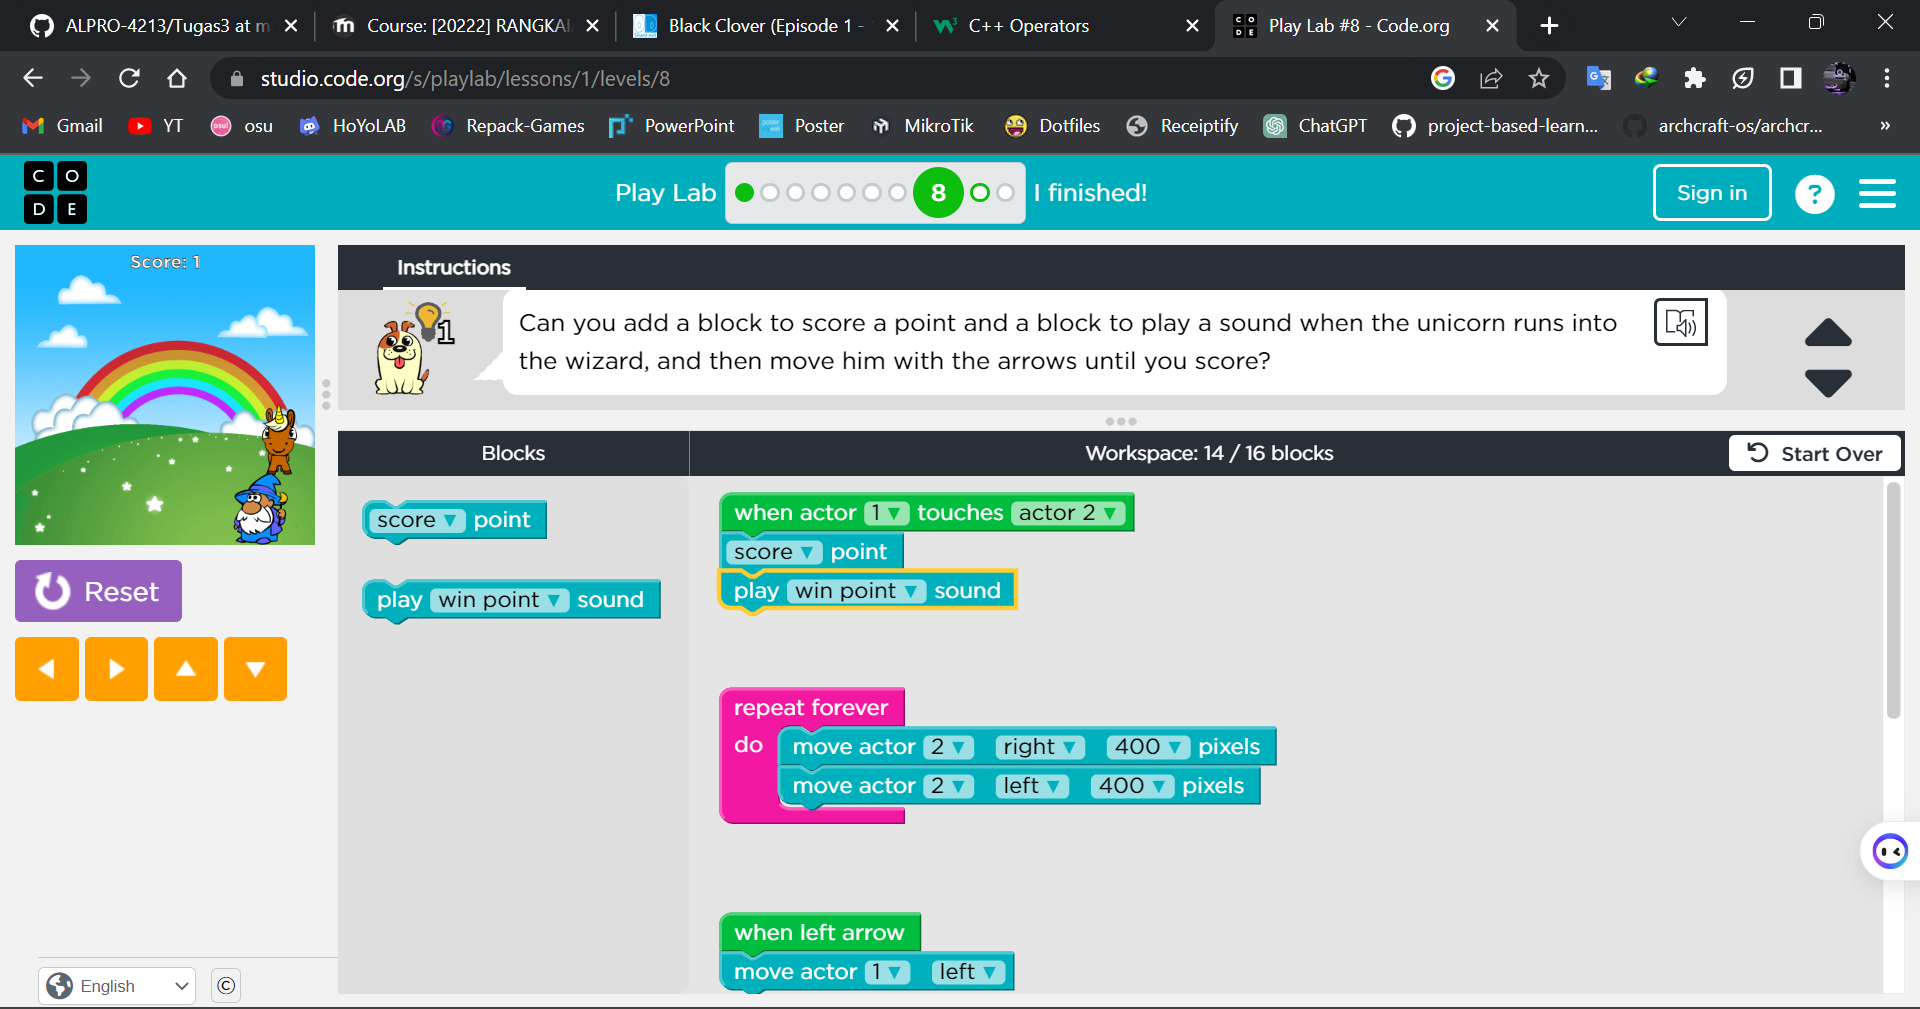 ALPRO-4213/Tugas3 at m
Course: [20222] RANGKAI
Black Clover (Episode 1 -
C++ Operators
Play Lab #8 - Code.org
studio.code.org/s/playlab/lessons/1/levels/8
Gmail
YT
osu! osu
HoYoLAB
Repack-Games
PowerPoint
Poster
MikroTik
Dotfiles
Receiptify
ChatGPT
project-based-learn...
archcraft-os/archcr...
»
C O D E
Play Lab
8
I finished!
Sign in
?
Score: 1
Instructions
1
Can you add a block to score a point and a block to play a sound when the unicorn runs into
the wizard, and then move him with the arrows until you score?
Blocks
Workspace: 14 / 16 blocks
Start Over
score point
play win point sound
when actor 1 touches actor 2
score point
play win point sound
Reset
repeat forever
do move actor 2 right 400 pixels
move actor 2 left 400 pixels
when left arrow
move actor 1 left
English
©